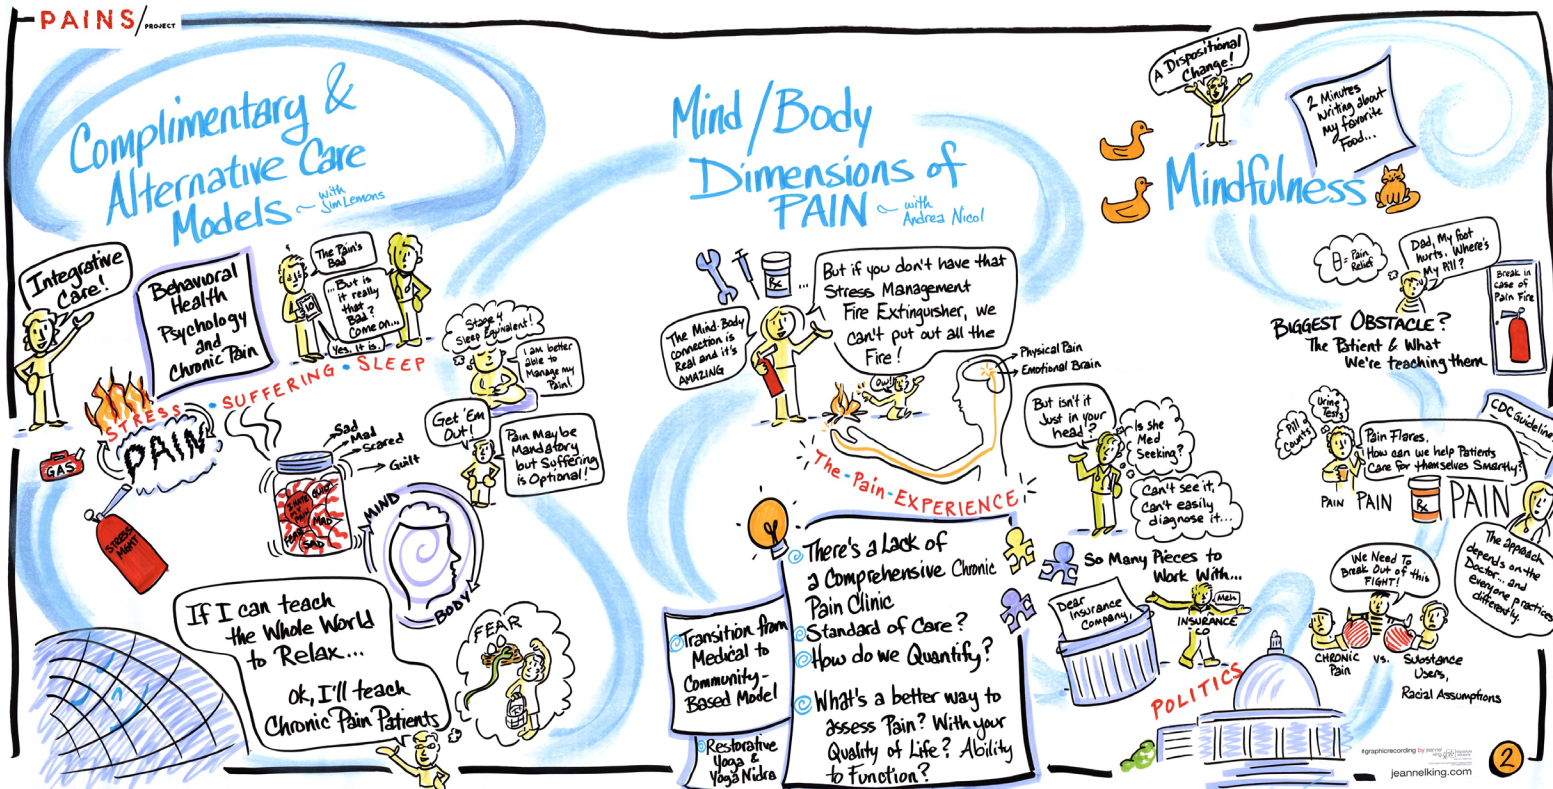 PAINS/PROJECT
Complimentary &
Alternative Care
Models ~ with
Jim Lemons
Integrative
Care!
Behavioral
Health
Psychology
and
Chronic Pain
The Pain's
Bad
...But is
it really
that
Bad?
Come on...
Yes. It is.
10
STRESS • SUFFERING • SLEEP
PAIN
GAS
STRESS
MGMT
Stage 4
Sleep Equivalent!
I am better
able to
Manage my
Pain!
Get 'Em
Out!
Pain May be
Mandatory
but Suffering
is Optional!
Sad
Mad
Scared
Guilt
I HATE
MY
PAIN
GUILT
MAD
FEAR
SAD
MIND
BODY
If I can teach
the Whole World
to Relax...
Ok, I'll teach
Chronic Pain Patients
FEAR
Mind/Body
Dimensions of
PAIN ~ with
Andrea Nicol
Rx
...
The Mind-Body
connection is
Real and it's
AMAZING
But if you don't have that
Stress Management
Fire Extinguisher, we
can't put out all the
Fire!
Ow!
Physical Pain
Emotional Brain
The • Pain • EXPERIENCE
But isn't it
Just in your
head?
Is she
Med
Seeking?
Can't see it,
Can't easily
diagnose it...
There's a Lack of
a Comprehensive Chronic
Pain Clinic
Standard of Care?
How do we Quantify?
What's a better way to
assess Pain? With your
Quality of Life? Ability
to Function?
Transition from
Medical to
Community-
Based Model
Restorative
Yoga &
Yoga Nidra
So Many Pieces to
Work With...
Dear
Insurance
Company,
Meh
INSURANCE
CO
POLITICS
A Dispositional
Change!
2 Minutes
Writing about
my favorite
Food...
Mindfulness
= Pain
Relief
Dad, My foot
hurts. Where's
My Pill?
Break in
case of
Pain Fire
BIGGEST OBSTACLE?
The Patient & What
We're teaching them
CDC Guideline
Urine
Tests
Pill
Counts
Pain Flares.
How can we help Patients
Care for themselves Smartly?
PAIN PAIN Rx PAIN
The approach
depends on the
Doctor... and
everyone practices
differently.
We Need To
Break Out of this
FIGHT!
CHRONIC
Pain
VS.
Substance
Users,
Racial Assumptions
#graphicrecording by jeannel king
jeannelking.com
2